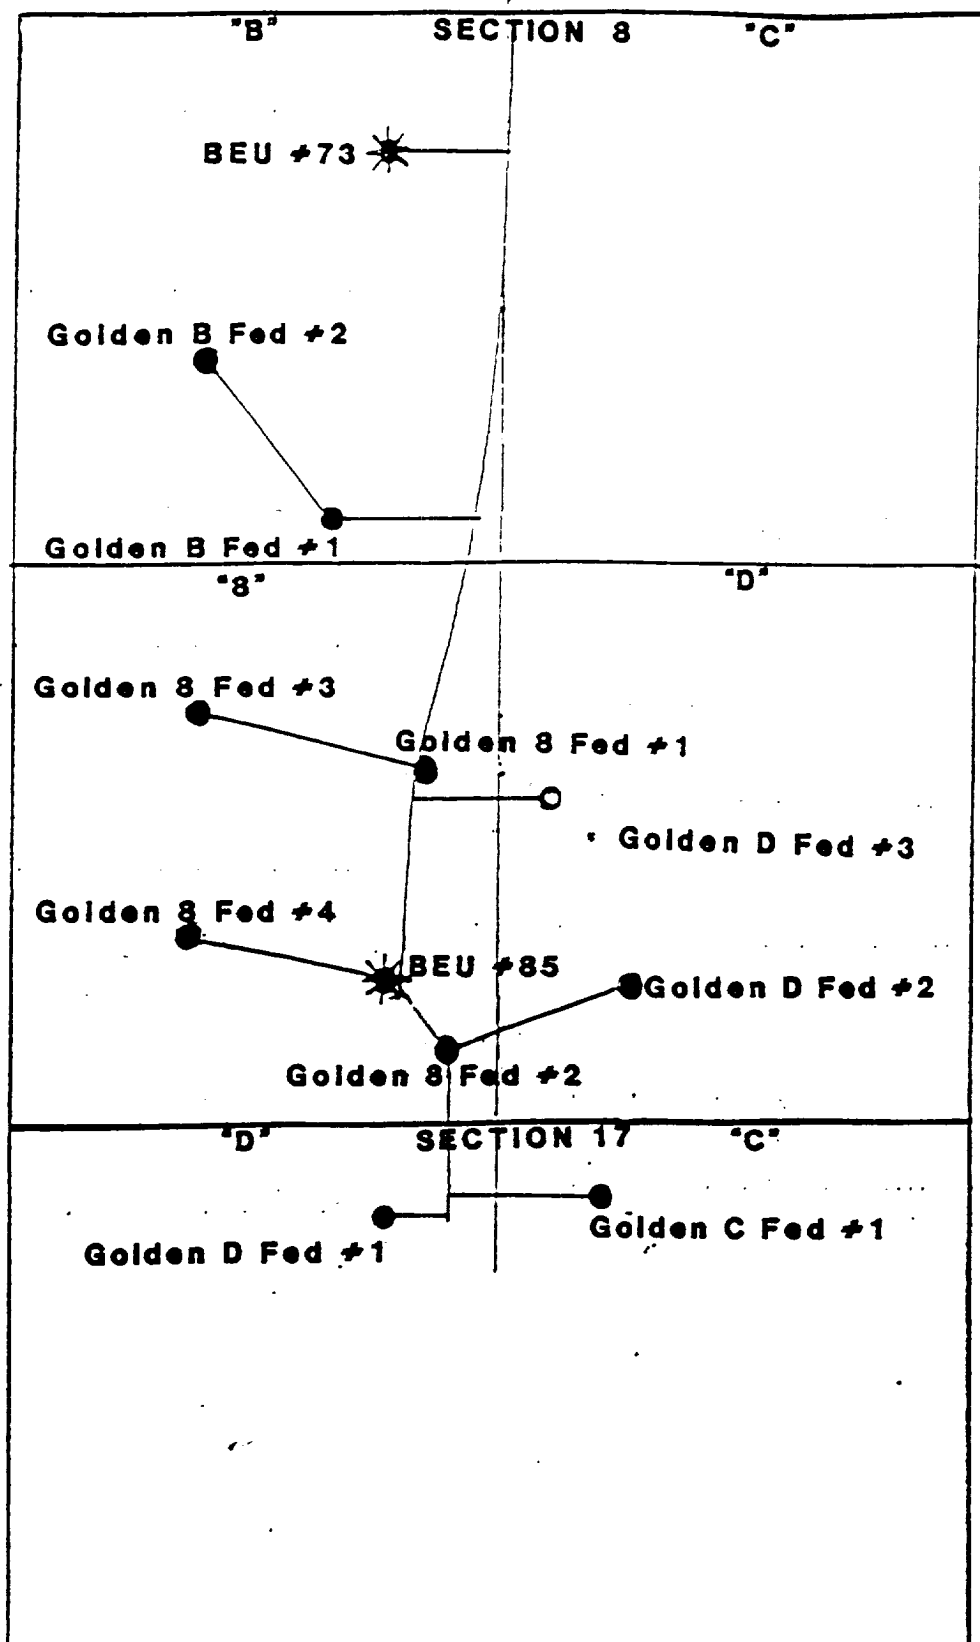 "B" SECTION 8 "C"
BEU #73
Golden B Fed #2
Golden B Fed #1
"8" "D"
Golden 8 Fed #3
Golden 8 Fed #1
Golden D Fed #3
Golden 8 Fed #4
BEU #85
Golden D Fed #2
Golden 8 Fed #2
"D" SECTION 17 "C"
Golden C Fed #1
Golden D Fed #1